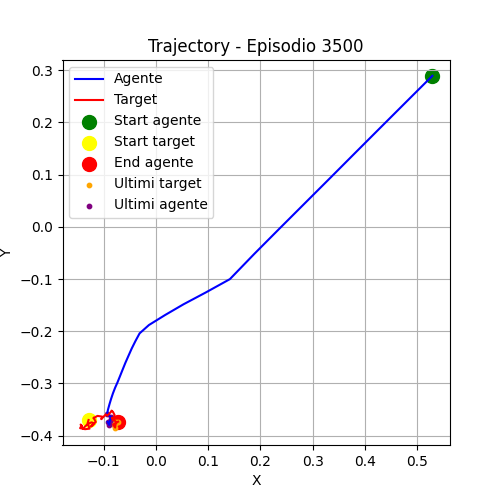 Trajectory - Episodio 3500
Agente
Target
Start agente
Start target
End agente
Ultimi target
Ultimi agente
0.3
0.2
0.1
0.0
−0.1
−0.2
−0.3
−0.4
Y
−0.1
0.0
0.1
0.2
0.3
0.4
0.5
X